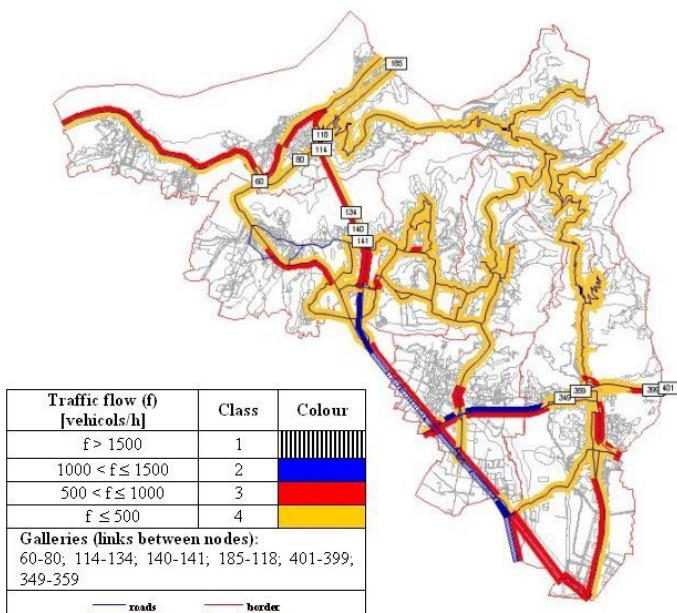 185
118
114
80
60
134
140
141
359
399
401
349
Traffic flow (f) Class Colour
[vehicols/h]
f > 1500 1
1000 < f ≤ 1500 2
500 < f ≤ 1000 3
f ≤ 500 4
Galleries (links between nodes):
60-80; 114-134; 140-141; 185-118; 401-399;
349-359
roads border